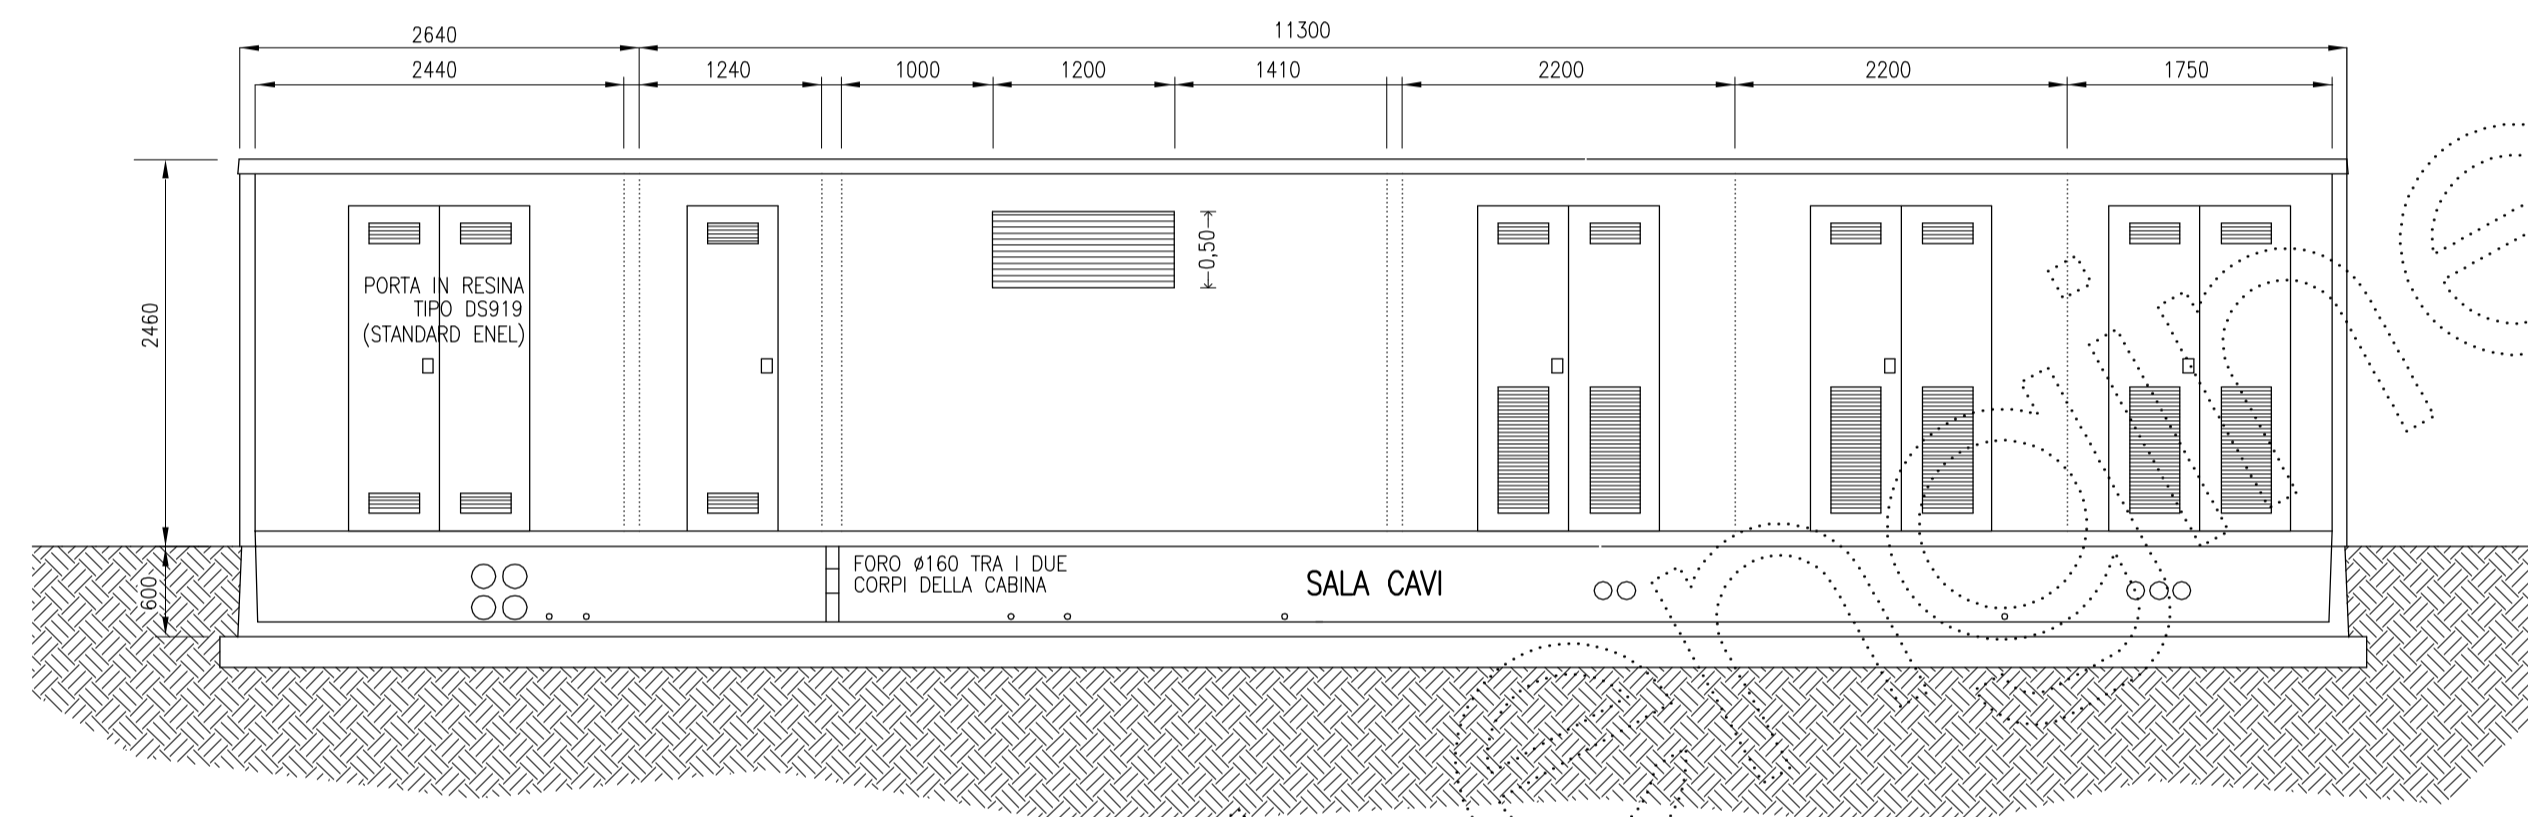 2640
11300
2440
1240
1000
1200
1410
2200
2200
1750
0,50
PORTA IN RESINA
TIPO DS919
(STANDARD ENEL)
2460
600
FORO Ø160 TRA I DUE
CORPI DELLA CABINA
SALA CAVI